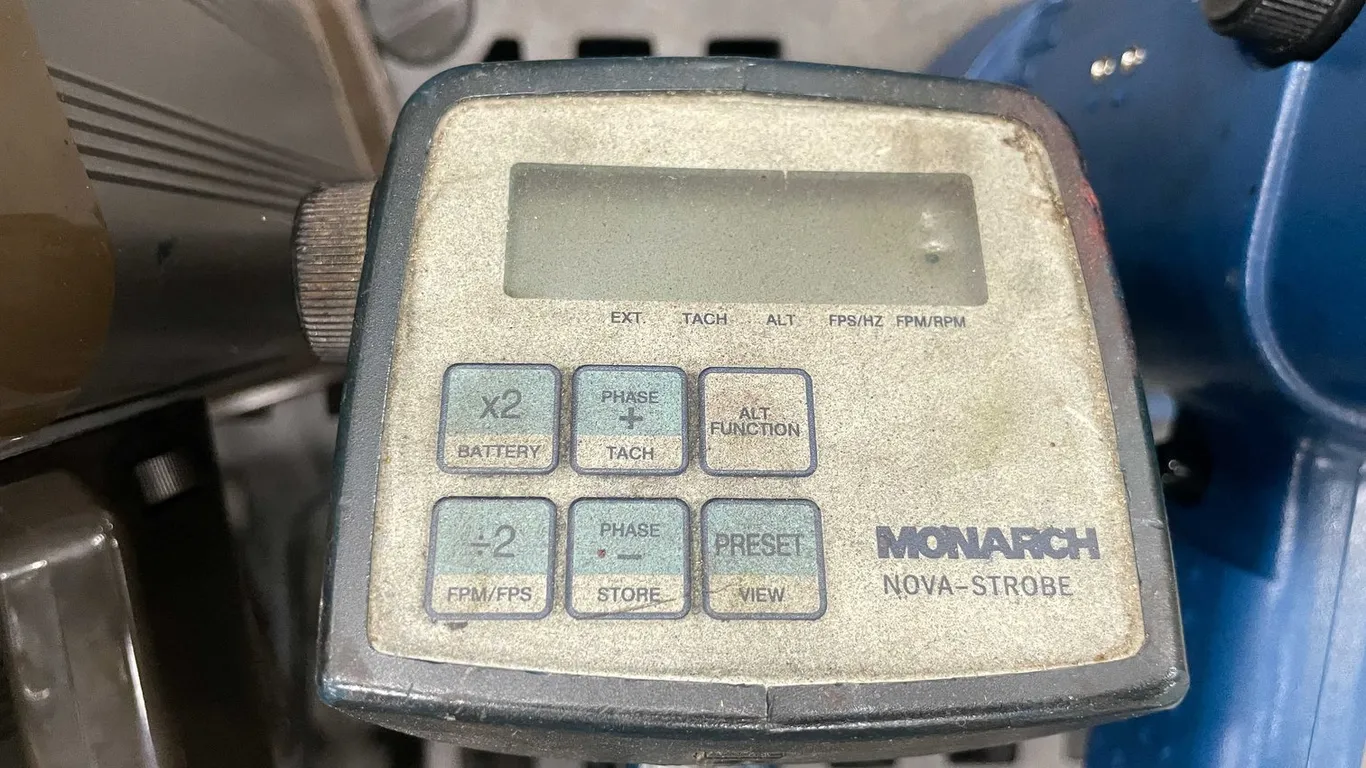 EXT. TACH ALT FPS/HZ FPM/RPM
x2
BATTERY
PHASE
+
TACH
ALT
FUNCTION
÷2
FPM/FPS
PHASE
−
STORE
PRESET
VIEW
MONARCH
NOVA-STROBE